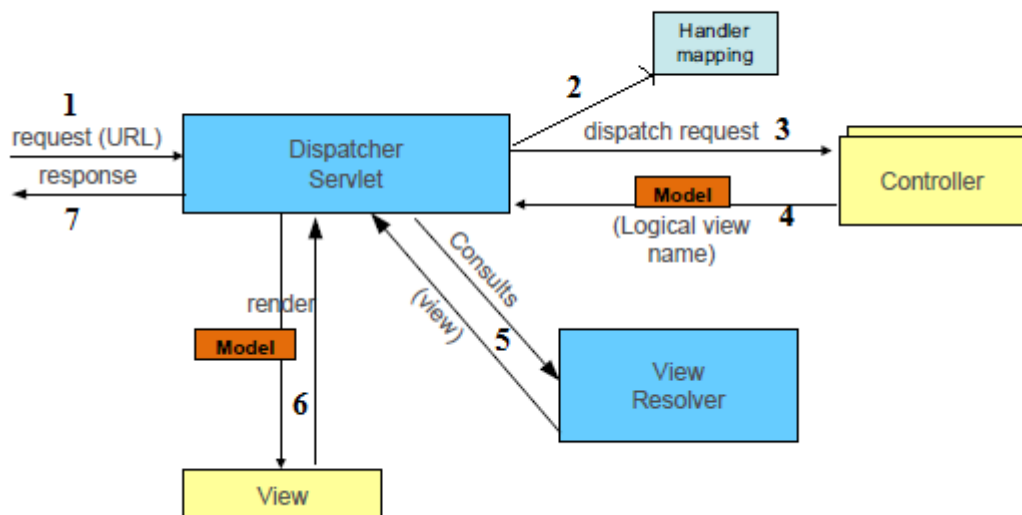 Handler
mapping
1
2
request (URL)
dispatch request 3
Dispatcher
Servlet
response
Controller
Model
7
4
(Logical view
name)
Consults
(view)
render
5
Model
View
Resolver
6
View